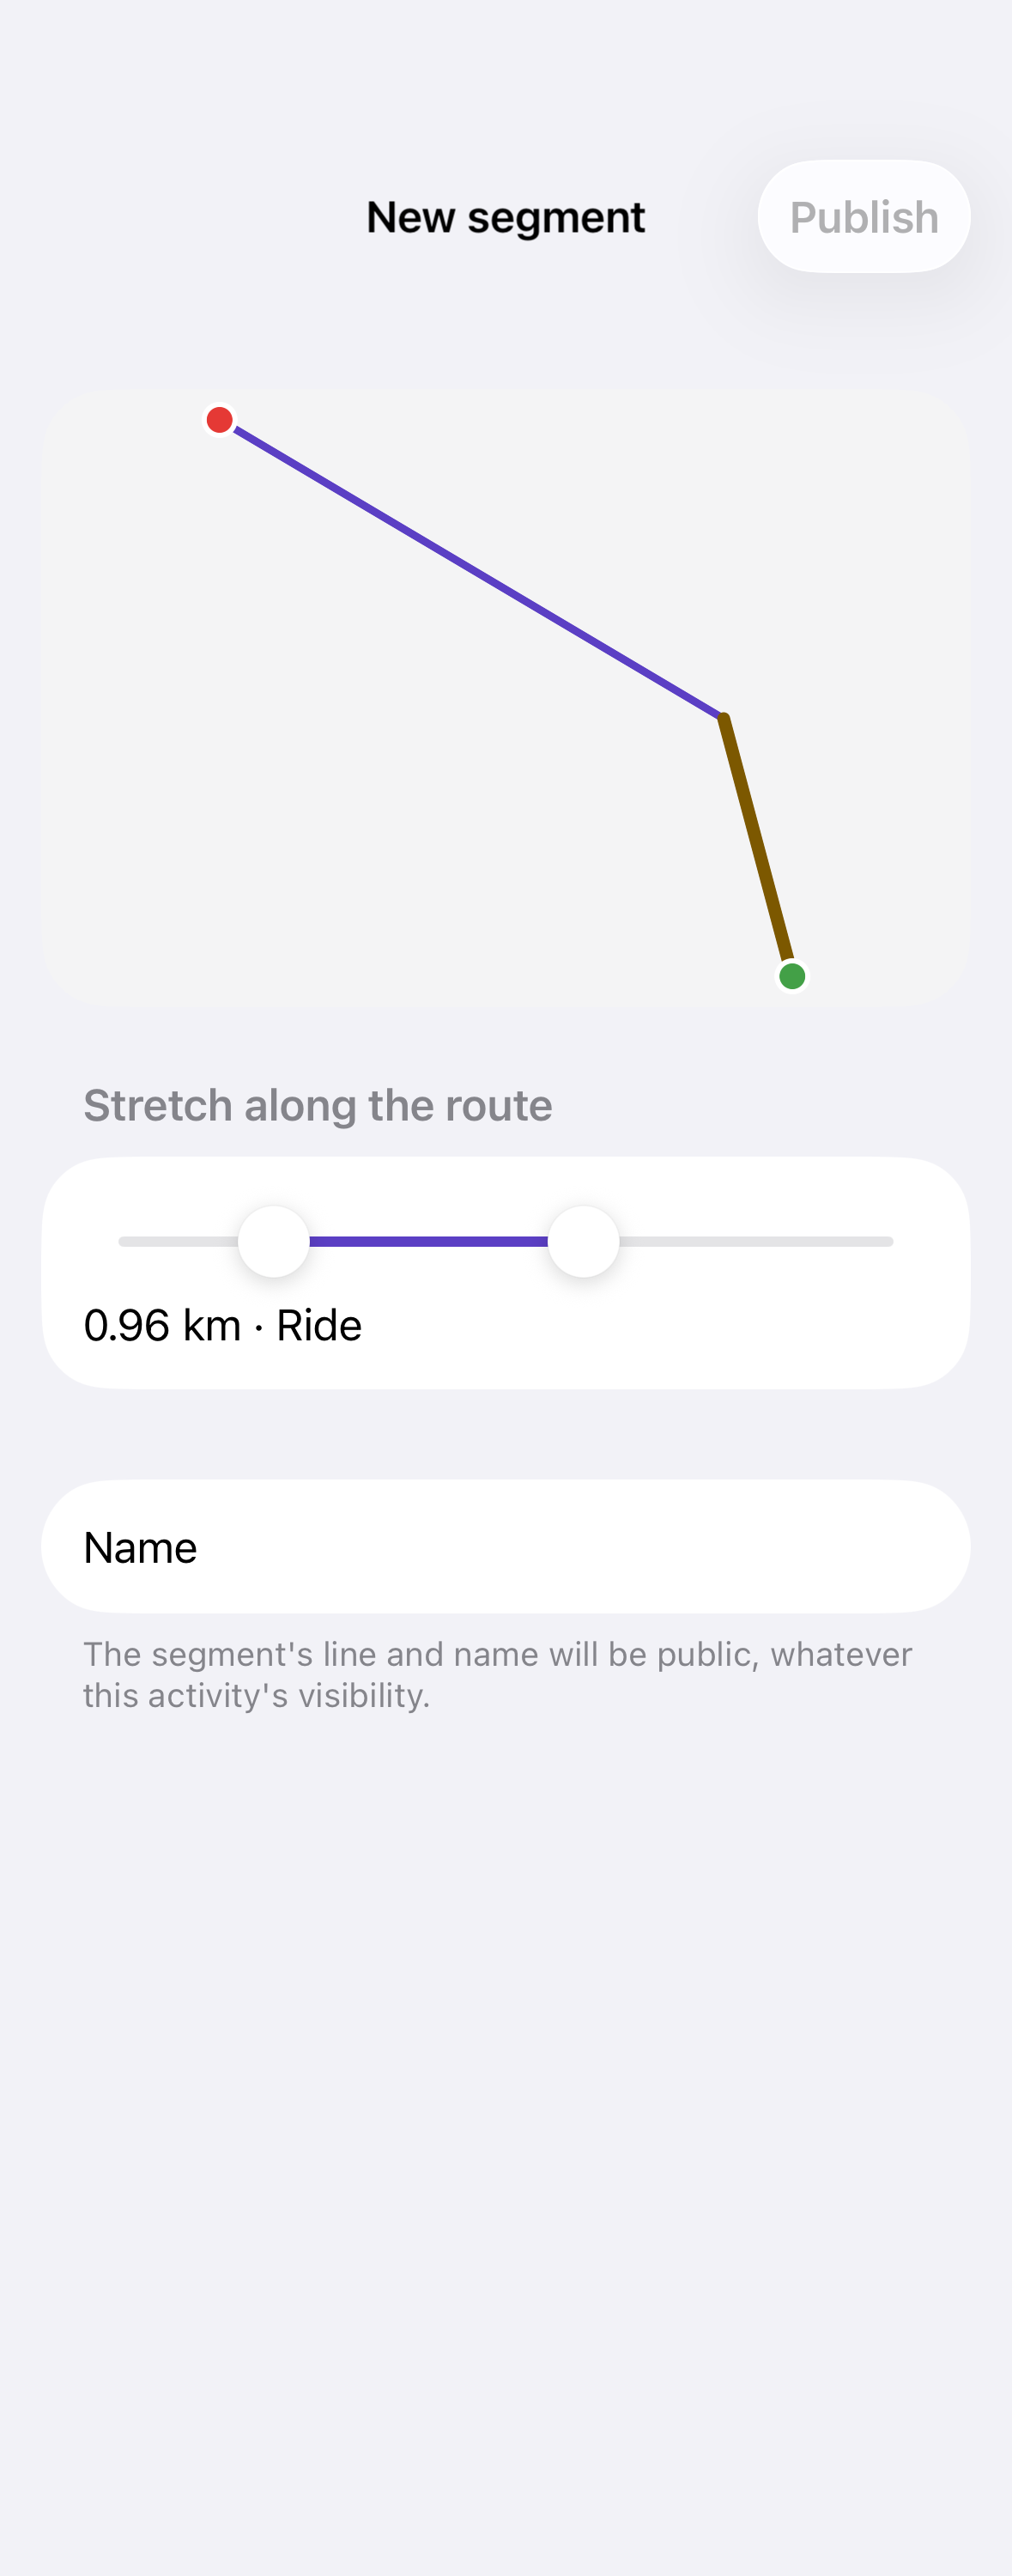 New segment
Publish
Stretch along the route
0.96 km · Ride
Name
The segment's line and name will be public, whatever
this activity's visibility.